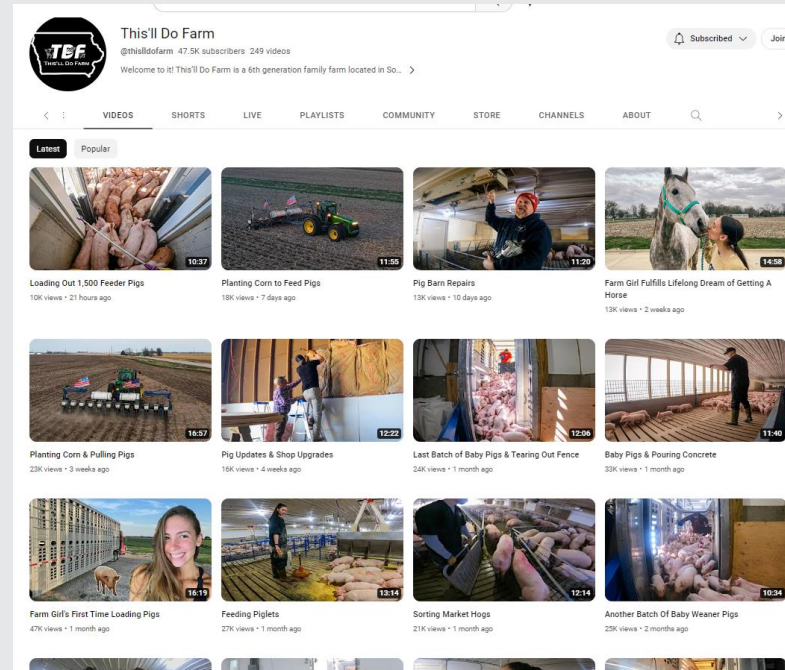 This'll Do Farm
@thislldofarm 47.5K subscribers 249 videos
Welcome to it! This'll Do Farm is a 6th generation family farm located in So...
TDF
THIS'LL DO FARM
Subscribed
Join
VIDEOS SHORTS LIVE PLAYLISTS COMMUNITY STORE CHANNELS ABOUT
Latest Popular
10:37 11:55 11:20 14:58
Loading Out 1,500 Feeder Pigs
10K views • 21 hours ago
Planting Corn to Feed Pigs
18K views • 7 days ago
Pig Barn Repairs
13K views • 10 days ago
Farm Girl Fulfills Lifelong Dream of Getting A
Horse
13K views • 2 weeks ago
16:57 12:22 12:06 11:40
Planting Corn & Pulling Pigs
23K views • 3 weeks ago
Pig Updates & Shop Upgrades
16K views • 4 weeks ago
Last Batch of Baby Pigs & Tearing Out Fence
24K views • 1 month ago
Baby Pigs & Pouring Concrete
33K views • 1 month ago
16:19 13:14 12:14 10:34
Farm Girl's First Time Loading Pigs
47K views • 1 month ago
Feeding Piglets
27K views • 1 month ago
Sorting Market Hogs
21K views • 1 month ago
Another Batch Of Baby Weaner Pigs
25K views • 2 months ago